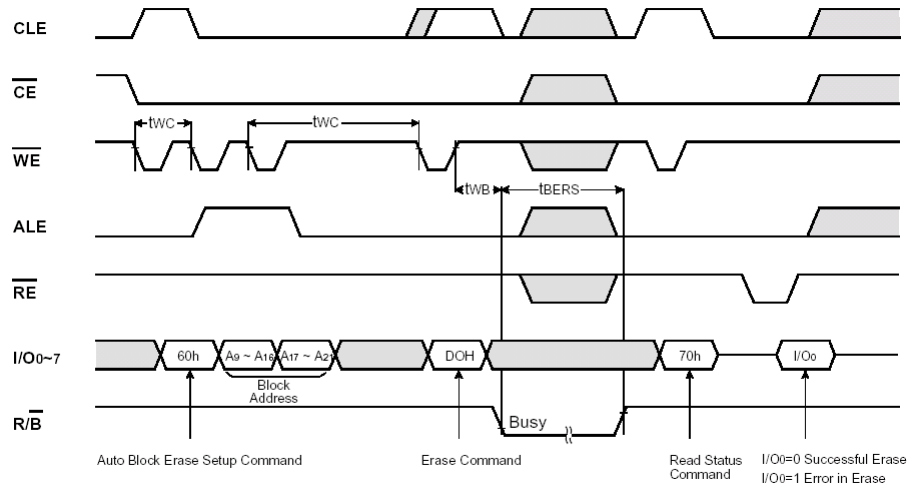 CLE
CE
tWC
tWC
WE
tWB
tBERS
ALE
RE
I/O0~7
60h
A9 ~ A16
A17 ~ A21
DOH
70h
I/O0
Block
Address
R/B
Busy
Auto Block Erase Setup Command
Erase Command
Read Status
Command
I/O0=0 Successful Erase
I/O0=1 Error in Erase